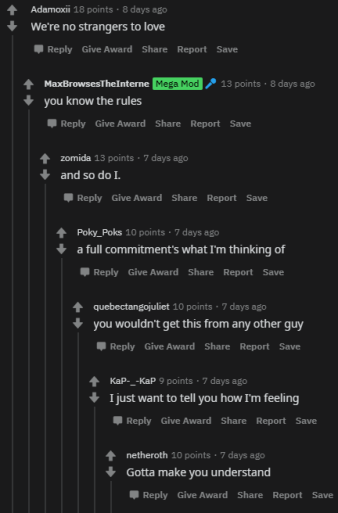 Adamoxii 18 points · 8 days ago
We're no strangers to love
Reply Give Award Share Report Save
MaxBrowsesTheInterne Mega Mod 13 points · 8 days ago
you know the rules
Reply Give Award Share Report Save
zomida 13 points · 7 days ago
and so do I.
Reply Give Award Share Report Save
Poky_Poks 10 points · 7 days ago
a full commitment's what I'm thinking of
Reply Give Award Share Report Save
quebectangojuliet 10 points · 7 days ago
you wouldn't get this from any other guy
Reply Give Award Share Report Save
KaP-_-KaP 9 points · 7 days ago
I just want to tell you how I'm feeling
Reply Give Award Share Report Save
netheroth 10 points · 7 days ago
Gotta make you understand
Reply Give Award Share Report Save